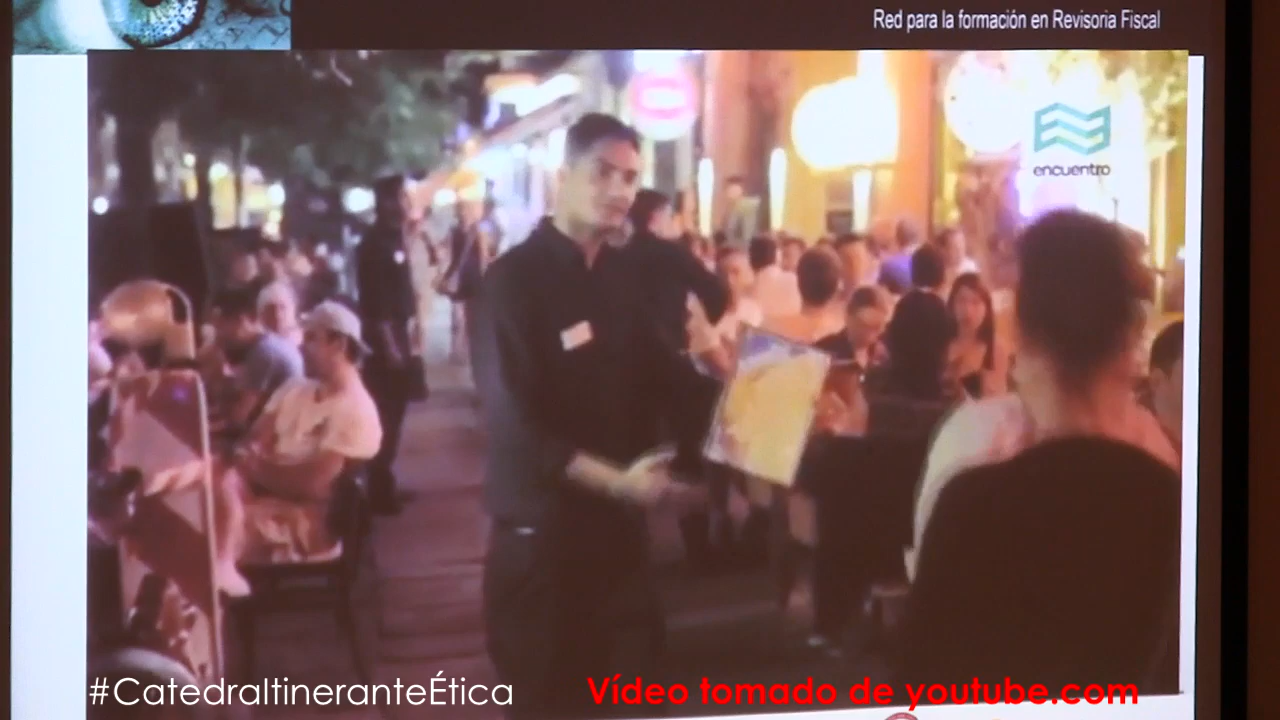 Red para la formación en Revisoria Fiscal
encuentro
#CatedraItineranteÉtica
Vídeo tomado de youtube.com